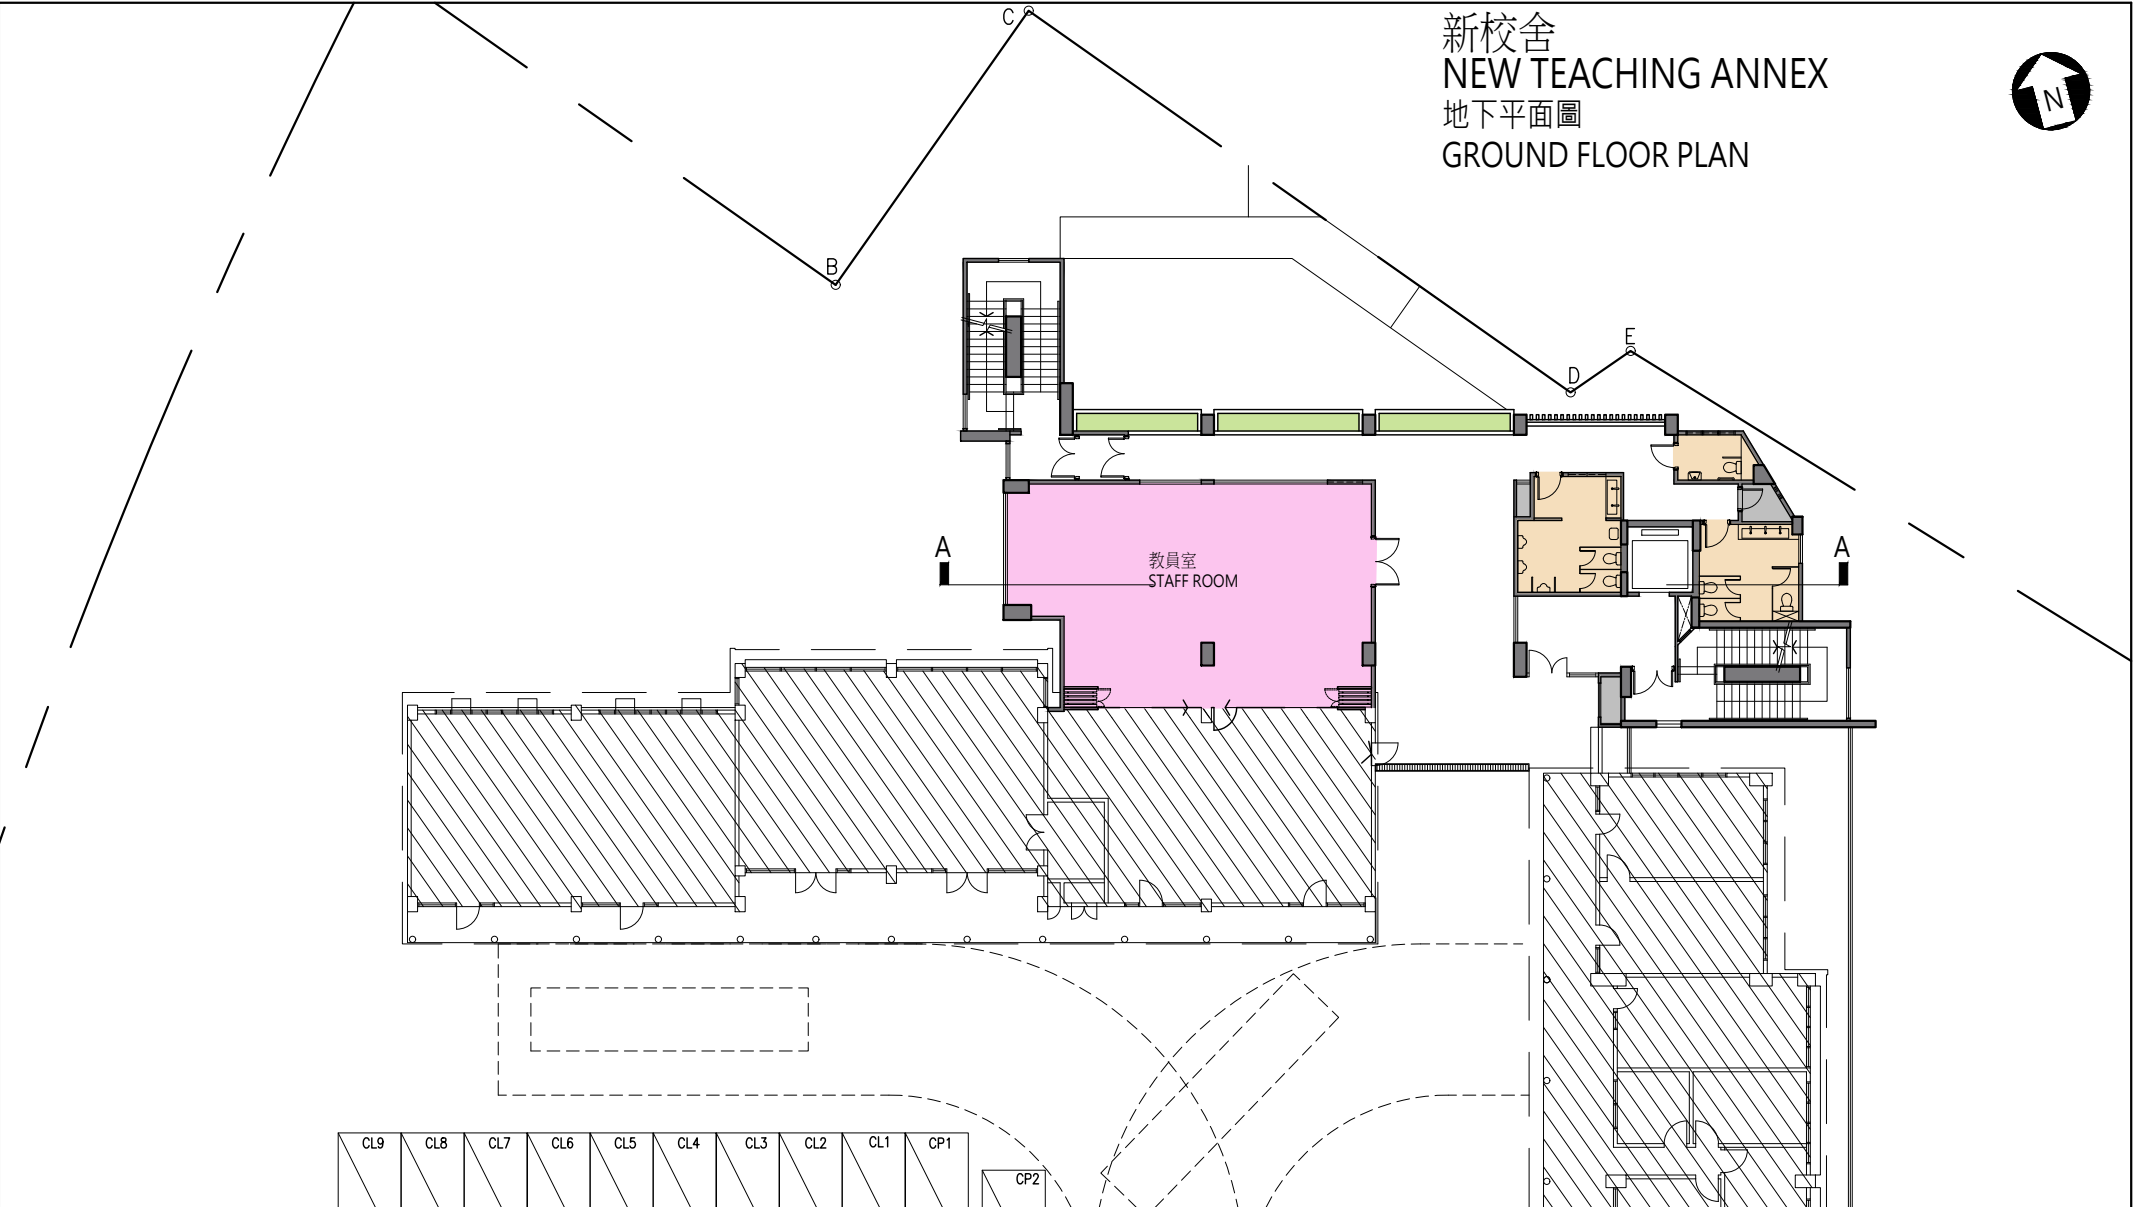 新校舍
NEW TEACHING ANNEX
地下平面圖
GROUND FLOOR PLAN
N
C
B
E
D
A
A
教員室
STAFF ROOM
CL9
CL8
CL7
CL6
CL5
CL4
CL3
CL2
CL1
CP1
CP2